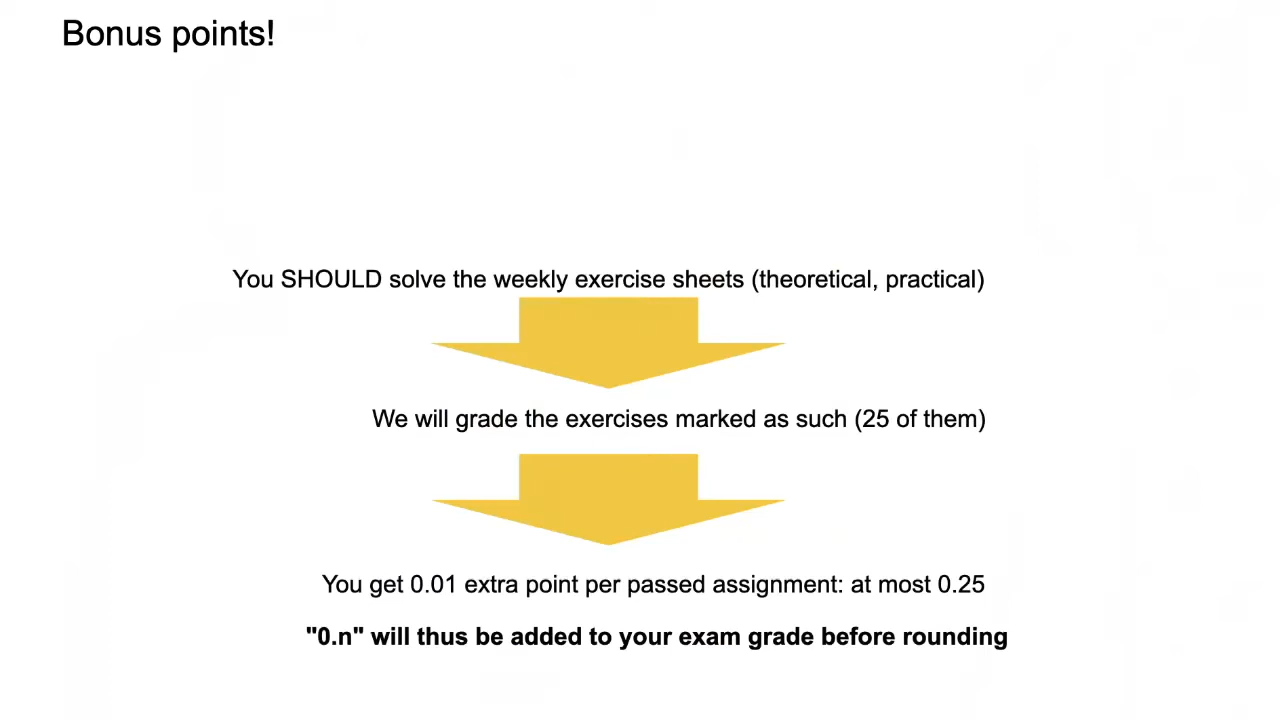 Bonus points!
You SHOULD solve the weekly exercise sheets (theoretical, practical)
We will grade the exercises marked as such (25 of them)
You get 0.01 extra point per passed assignment: at most 0.25
"0.n" will thus be added to your exam grade before rounding